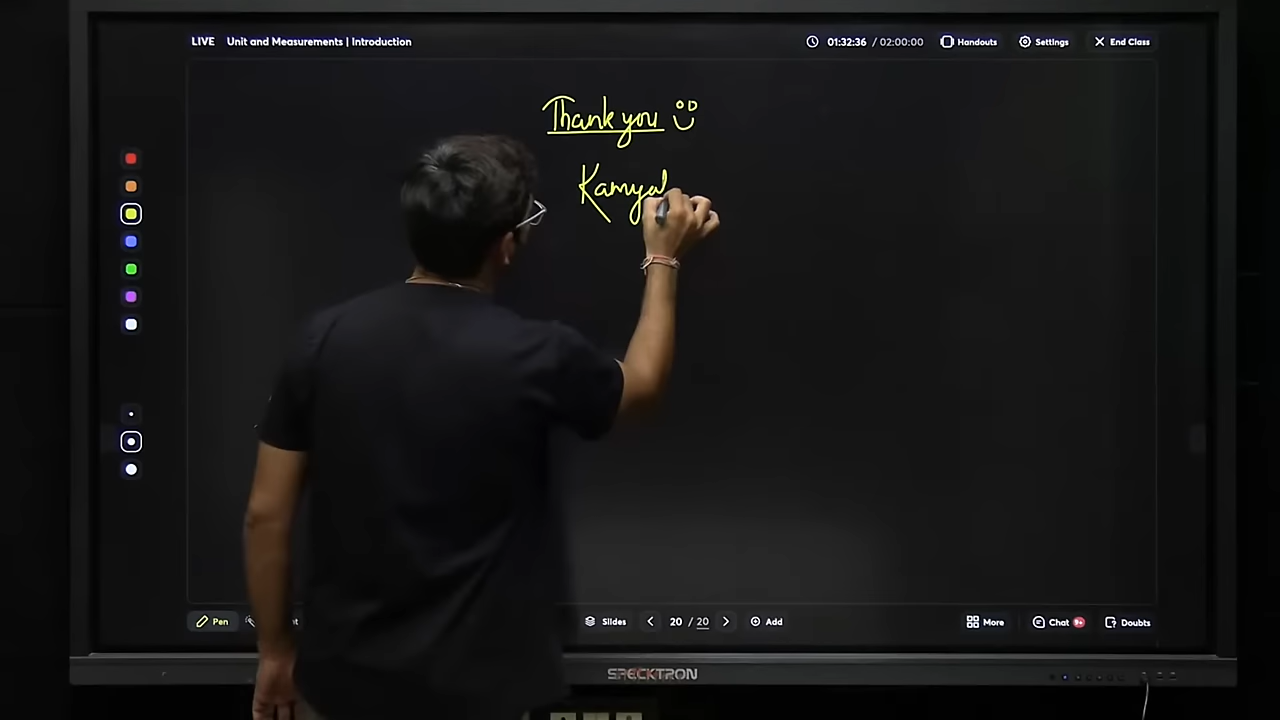 LIVE Unit and Measurements | Introduction 01:32:36 / 02:00:00 Handouts Settings End Class
Thank you
Pen Slides 20 / 20 Add More Chat 9+ Doubts
SPECKTRON